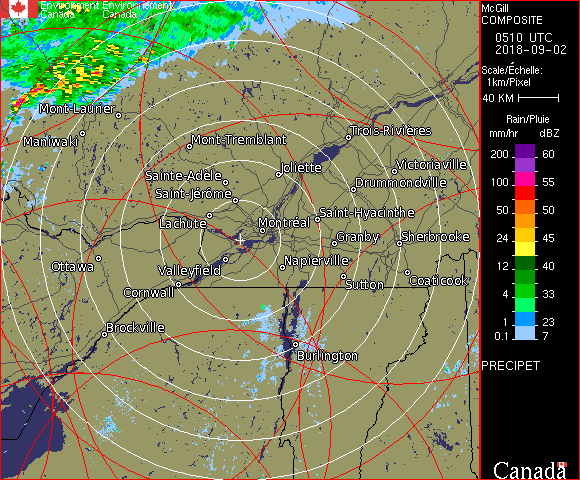 Environment Environnement
Canada Canada
Mont-Laurier
Maniwaki
Mont-Tremblant
Trois-Rivières
Joliette
Victoriaville
Sainte-Adèle
Drummondville
Saint-Jérôme
Saint-Hyacinthe
Lachute
Montréal
Granby
Sherbrooke
Ottawa
Valleyfield
Napierville
Cornwall
Sutton
Coaticook
Brockville
Burlington
McGill
COMPOSITE
0510 UTC
2018-09-02
Scale/Échelle:
1km/Pixel
40 KM
Rain/Pluie
mm/hr dBZ
200 60
100 55
50 50
24 45
12 40
4 33
1 23
0.1 7
PRECIPET
Canada